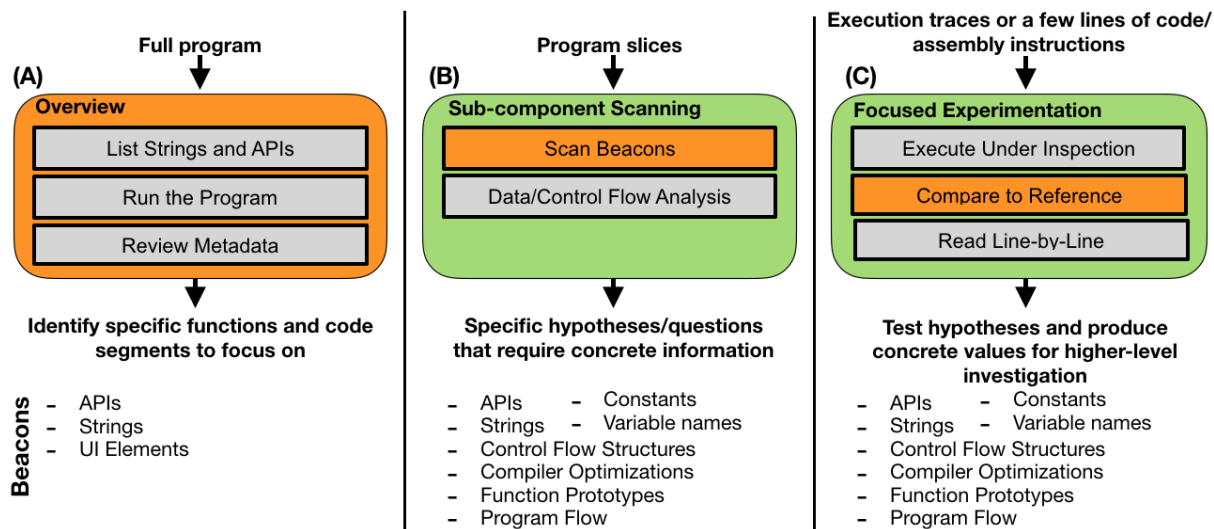 Full program
(A)
Overview
List Strings and APIs
Run the Program
Review Metadata
Identify specific functions and code
segments to focus on
Beacons
- APIs
- Strings
- UI Elements
Program slices
(B)
Sub-component Scanning
Scan Beacons
Data/Control Flow Analysis
Specific hypotheses/questions
that require concrete information
- APIs - Constants
- Strings - Variable names
- Control Flow Structures
- Compiler Optimizations
- Function Prototypes
- Program Flow
Execution traces or a few lines of code/
assembly instructions
(C)
Focused Experimentation
Execute Under Inspection
Compare to Reference
Read Line-by-Line
Test hypotheses and produce
concrete values for higher-level
investigation
- APIs - Constants
- Strings - Variable names
- Control Flow Structures
- Compiler Optimizations
- Function Prototypes
- Program Flow